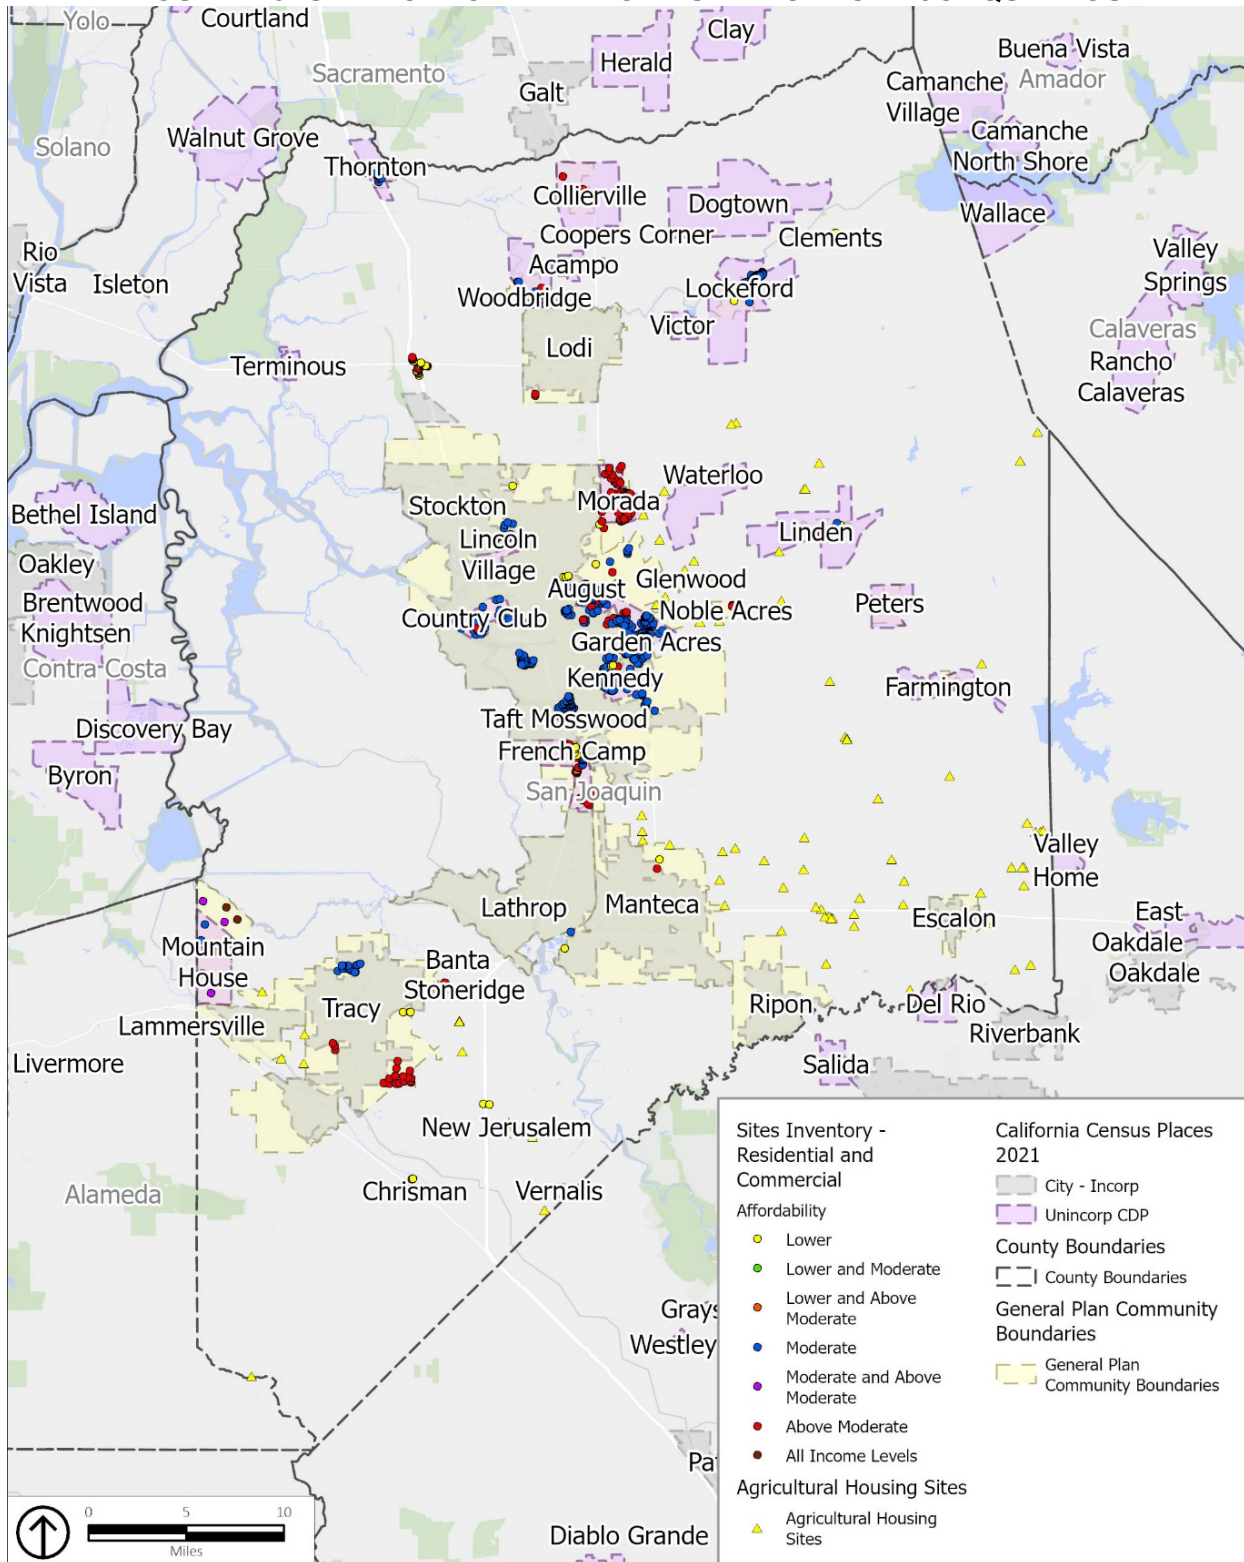 Yolo
Courtland
Clay
Buena Vista
Amador
Herald
Sacramento
Galt
Camanche
Village
Camanche
North Shore
Solano
Walnut Grove
Thornton
Collierville
Dogtown
Wallace
Coopers Corner
Clements
Rio
Vista
Isleton
Acampo
Woodbridge
Lockeford
Valley
Springs
Victor
Calaveras
Lodi
Terminous
Rancho
Calaveras
Waterloo
Stockton
Morada
Bethel Island
Linden
Lincoln
Village
Oakley
August
Glenwood
Brentwood
Knightsen
Country Club
Noble Acres
Peters
Garden Acres
Contra Costa
Kennedy
Farmington
Discovery Bay
Taft Mosswood
French Camp
Byron
San Joaquin
Valley
Home
Lathrop
Manteca
Escalon
East
Oakdale
Oakdale
Mountain
House
Banta
Stoneridge
Tracy
Ripon
Del Rio
Lammersville
Riverbank
Livermore
Salida
New Jerusalem
Alameda
Chrisman
Vernalis
Grays
Westley
Pat
Diablo Grande
Sites Inventory -
Residential and
Commercial
Affordability
Lower
Lower and Moderate
Lower and Above
Moderate
Moderate
Moderate and Above
Moderate
Above Moderate
All Income Levels
Agricultural Housing Sites
Agricultural Housing
Sites
California Census Places
2021
City - Incorp
Unincorp CDP
County Boundaries
County Boundaries
General Plan Community
Boundaries
General Plan
Community Boundaries
0 5 10
Miles